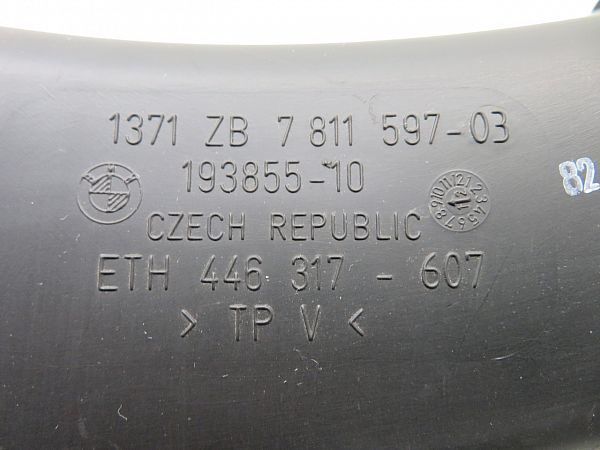 1371 ZB 7 811 597-03
193855-10
CZECH REPUBLIC
ETH 446 317 - 607
> TP V <
82